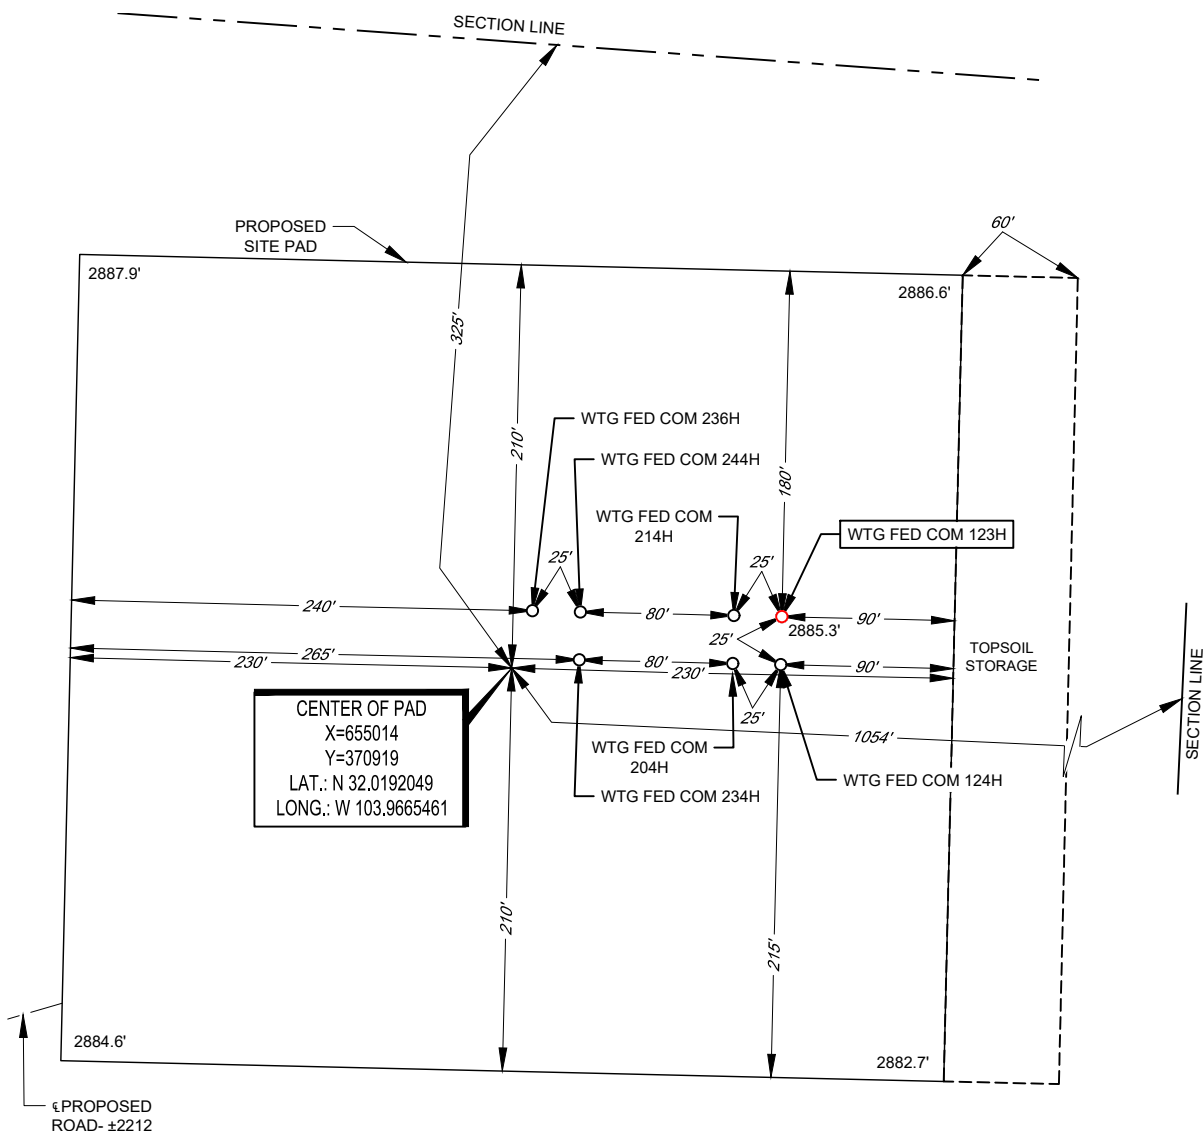 SECTION LINE
60'
PROPOSED
SITE PAD
2887.9'
2886.6'
325'
210'
180'
WTG FED COM 236H
WTG FED COM 244H
WTG FED COM
214H
WTG FED COM 123H
25'
25'
240'
80'
90'
2885.3'
25'
265'
230'
80'
230'
90'
TOPSOIL
STORAGE
SECTION LINE
CENTER OF PAD
X=655014
Y=370919
LAT.: N 32.0192049
LONG.: W 103.9665461
25'
1054'
WTG FED COM
204H
WTG FED COM 124H
WTG FED COM 234H
210'
215'
2884.6'
2882.7'
℄PROPOSED
ROAD- ±2212